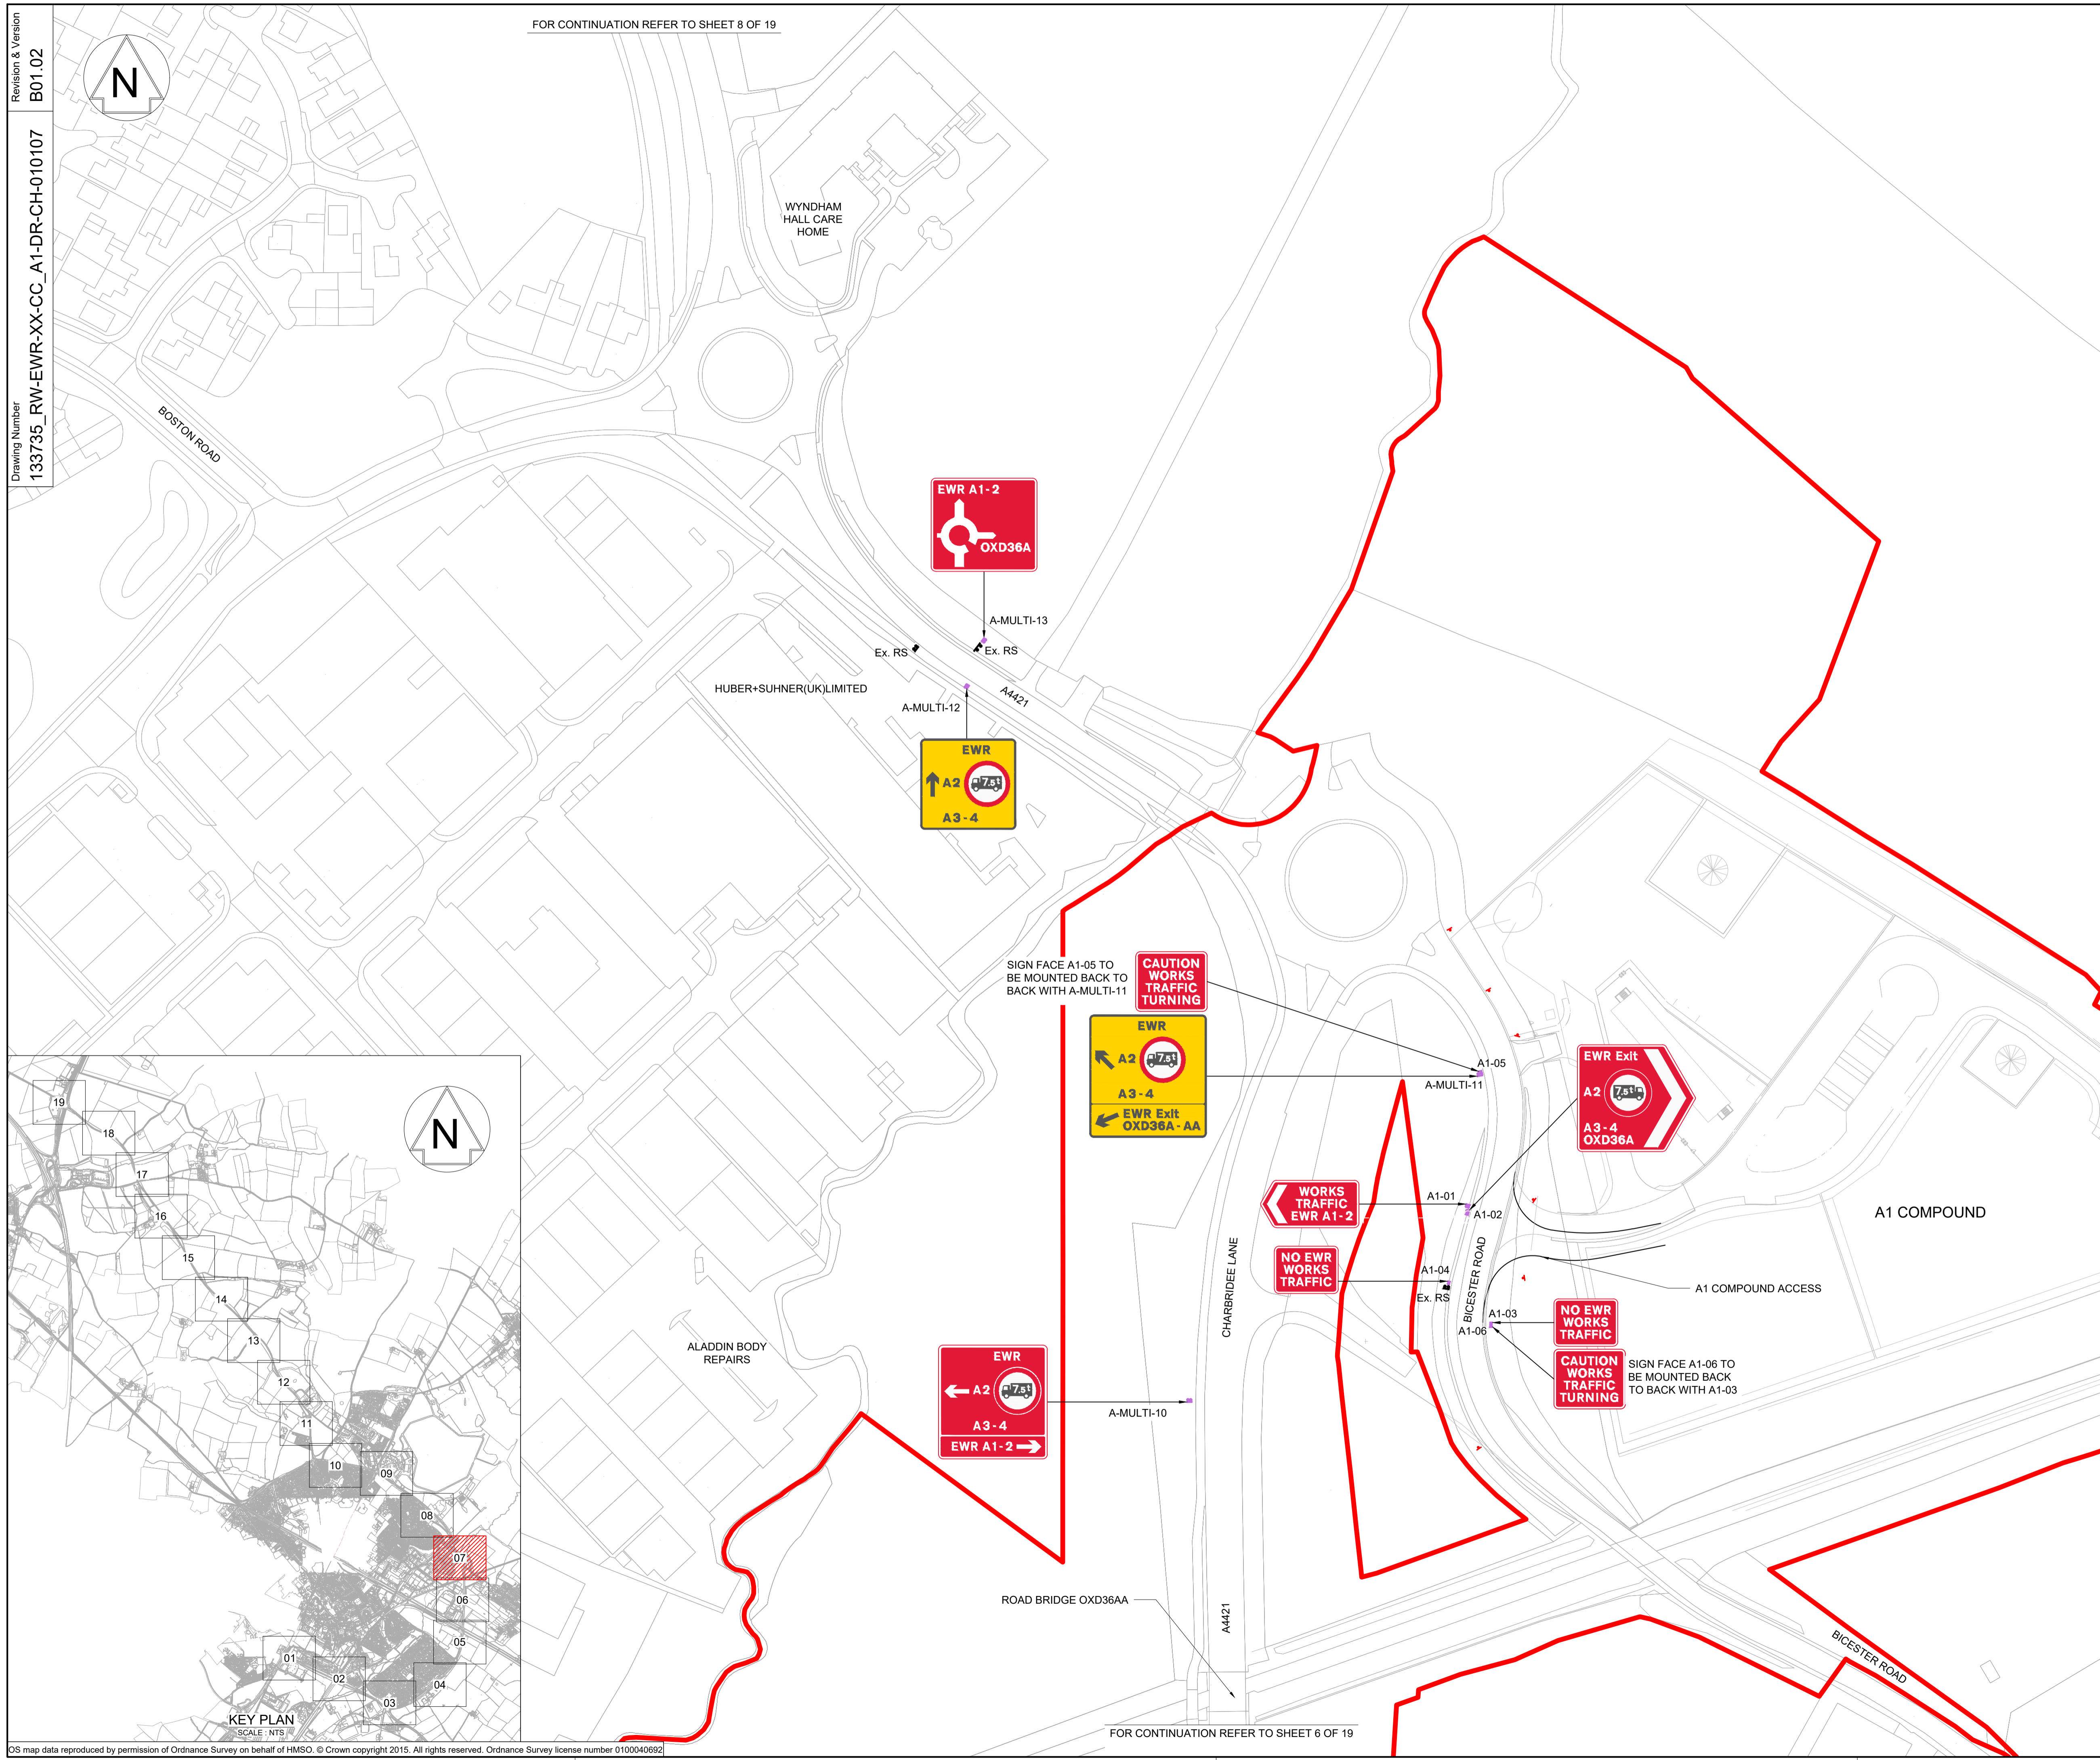 FOR CONTINUATION REFER TO SHEET 8 OF 19
Revision & Version
B01.02
Drawing Number
133735_RW-EWR-XX-CC_A1-DR-CH-010107
N
WYNDHAM
HALL CARE
HOME
BOSTON ROAD
EWR A1-2
OXD36A
A-MULTI-13
Ex. RS
Ex. RS
HUBER+SUHNER(UK)LIMITED
A4421
A-MULTI-12
EWR
A2
7.5t
A3-4
SIGN FACE A1-05 TO
BE MOUNTED BACK TO
BACK WITH A-MULTI-11
CAUTION
WORKS
TRAFFIC
TURNING
EWR
A2
7.5t
A3-4
EWR Exit
OXD36A-AA
A1-05
A-MULTI-11
EWR Exit
A2
7.5t
A3-4
OXD36A
WORKS
TRAFFIC
EWR A1-2
A1-01
A1-02
A1 COMPOUND
NO EWR
WORKS
TRAFFIC
A1-04
Ex. RS
CHARBRIDEE LANE
BICESTER ROAD
A1 COMPOUND ACCESS
A1-03
A1-06
NO EWR
WORKS
TRAFFIC
CAUTION
WORKS
TRAFFIC
TURNING
SIGN FACE A1-06 TO
BE MOUNTED BACK
TO BACK WITH A1-03
ALADDIN BODY
REPAIRS
EWR
A2
7.5t
A3-4
EWR A1-2
A-MULTI-10
ROAD BRIDGE OXD36AA
A4421
BICESTER ROAD
FOR CONTINUATION REFER TO SHEET 6 OF 19
N
19
18
17
16
15
14
13
12
11
10
09
08
07
06
05
04
03
02
01
KEY PLAN
SCALE : NTS
OS map data reproduced by permission of Ordnance Survey on behalf of HMSO. © Crown copyright 2015. All rights reserved. Ordnance Survey license number 0100040692